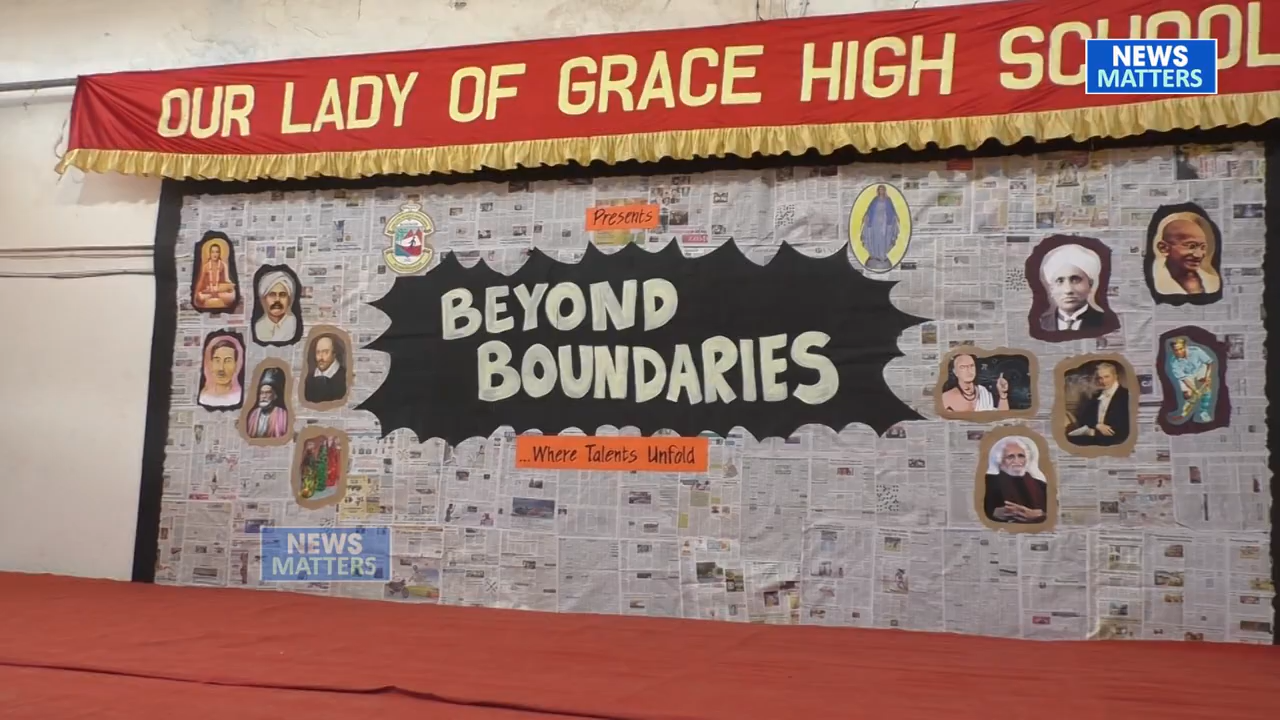 OUR LADY OF GRACE HIGH SCHOOL
NEWS
MATTERS
Presents
BEYOND
BOUNDARIES
...Where Talents Unfold
NEWS
MATTERS